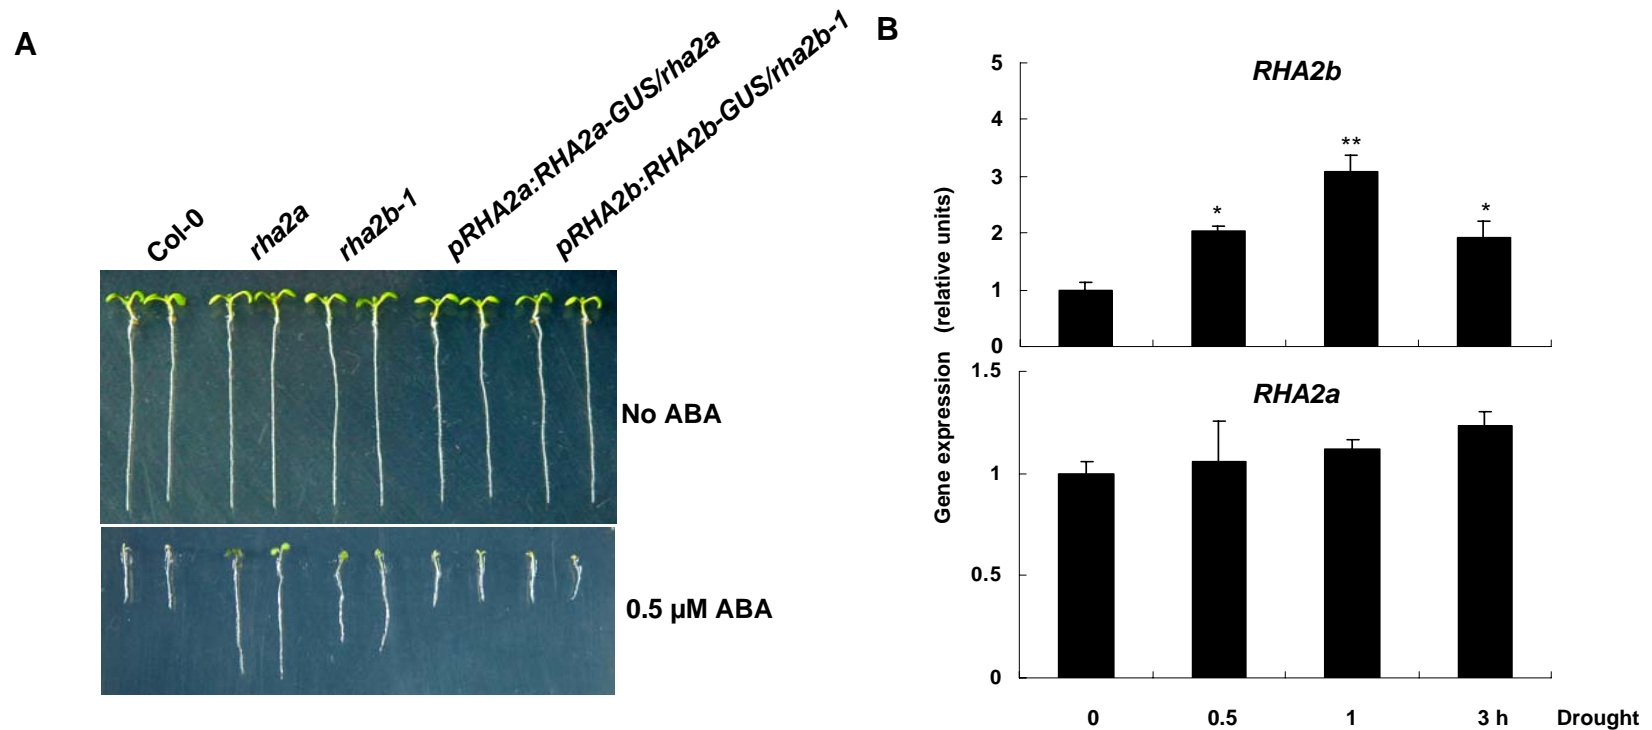 A
Col-0
rha2a
rha2b-1
pRHA2a:RHA2a-GUS/rha2a
pRHA2b:RHA2b-GUS/rha2b-1
No ABA
0.5 µM ABA
B
Gene expression (relative units)
RHA2b
5
4
3
2
1
0
*
**
*
RHA2a
1.5
1
0.5
0
0 0.5 1 3 h Drought